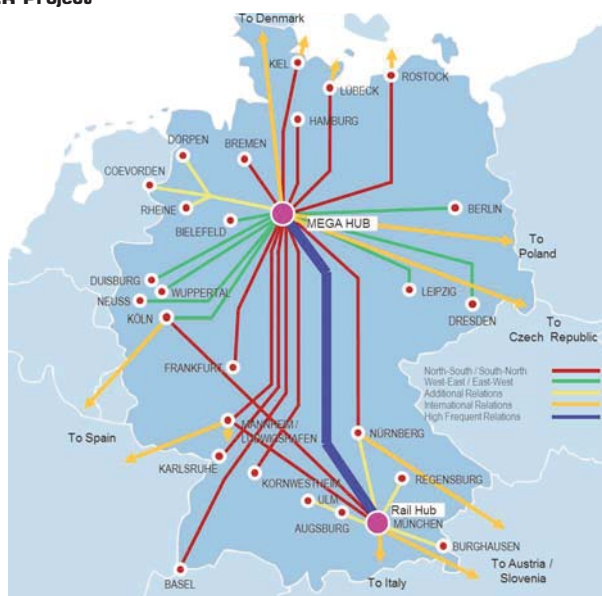 To Denmark
KIEL
ROSTOCK
LÜBECK
HAMBURG
DÖRPEN
BREMEN
COEVORDEN
RHEINE
BIELEFELD
MEGA HUB
BERLIN
To
Poland
DUISBURG
WUPPERTAL
NEUSS
KÖLN
LEIPZIG
DRESDEN
To
Czech Republic
FRANKFURT
North-South / South-North
West-East / East-West
Additional Relations
International Relations
High Frequent Relations
To Spain
MANNHEIM /
LUDWIGSHAFEN
NÜRNBERG
KARLSRUHE
KORNWESTHEIM
REGENSBURG
ULM
Rail Hub
MÜNCHEN
AUGSBURG
BURGHAUSEN
BASEL
To Italy
To Austria /
Slovenia